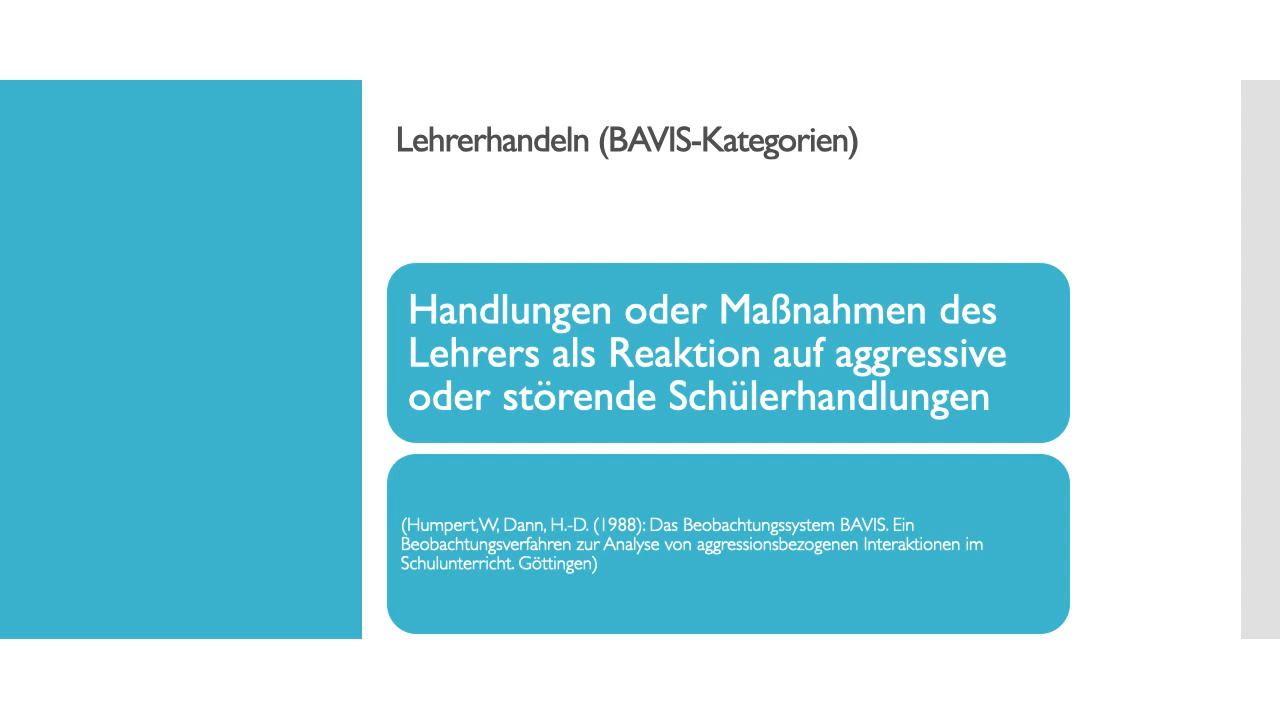 Lehrerhandeln (BAVIS-Kategorien)
Handlungen oder Maßnahmen des
Lehrers als Reaktion auf aggressive
oder störende Schülerhandlungen
(Humpert,W, Dann, H.-D. (1988): Das Beobachtungssystem BAVIS. Ein
Beobachtungsverfahren zur Analyse von aggressionsbezogenen Interaktionen im
Schulunterricht. Göttingen)